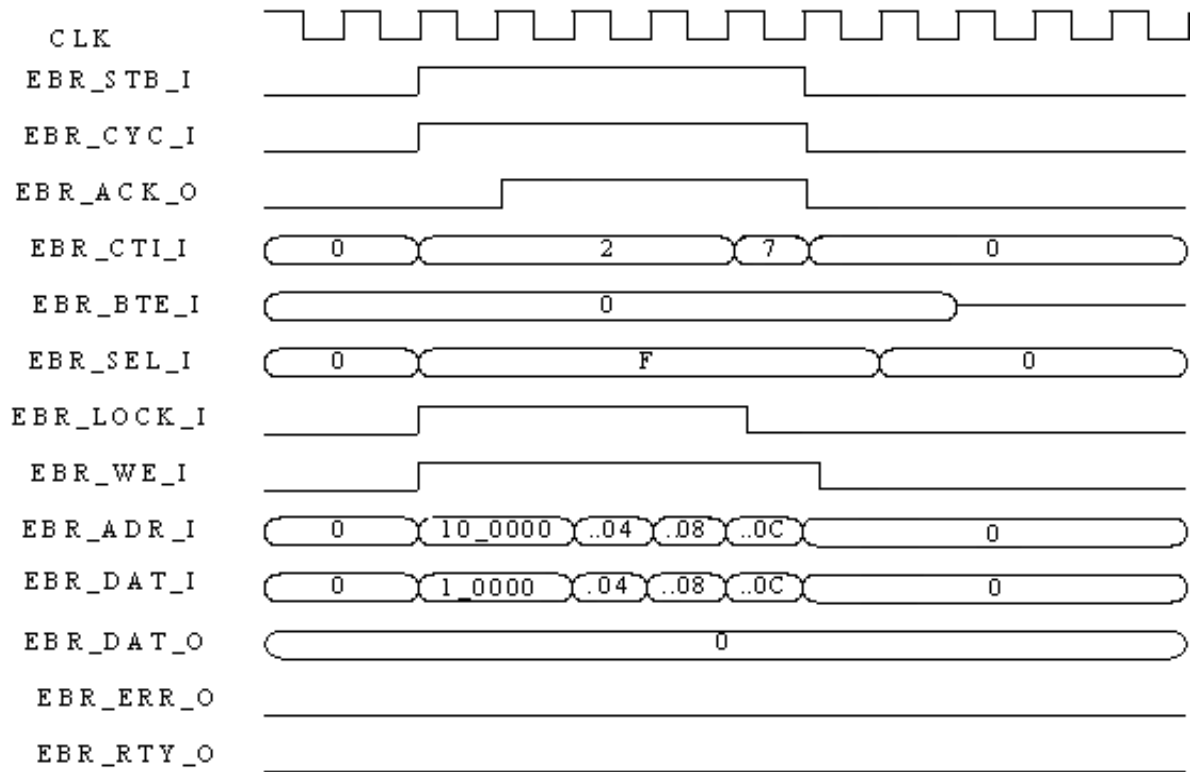 CLK
EBR_STB_I
EBR_CYC_I
EBR_ACK_O
EBR_CTI_I 0 2 7 0
EBR_BTE_I 0
EBR_SEL_I 0 F 0
EBR_LOCK_I
EBR_WE_I
EBR_ADR_I 0 10_0000 ..04 ..08 ..0C 0
EBR_DAT_I 0 1_0000 .04 ..08 ..0C 0
EBR_DAT_O 0
EBR_ERR_O
EBR_RTY_O